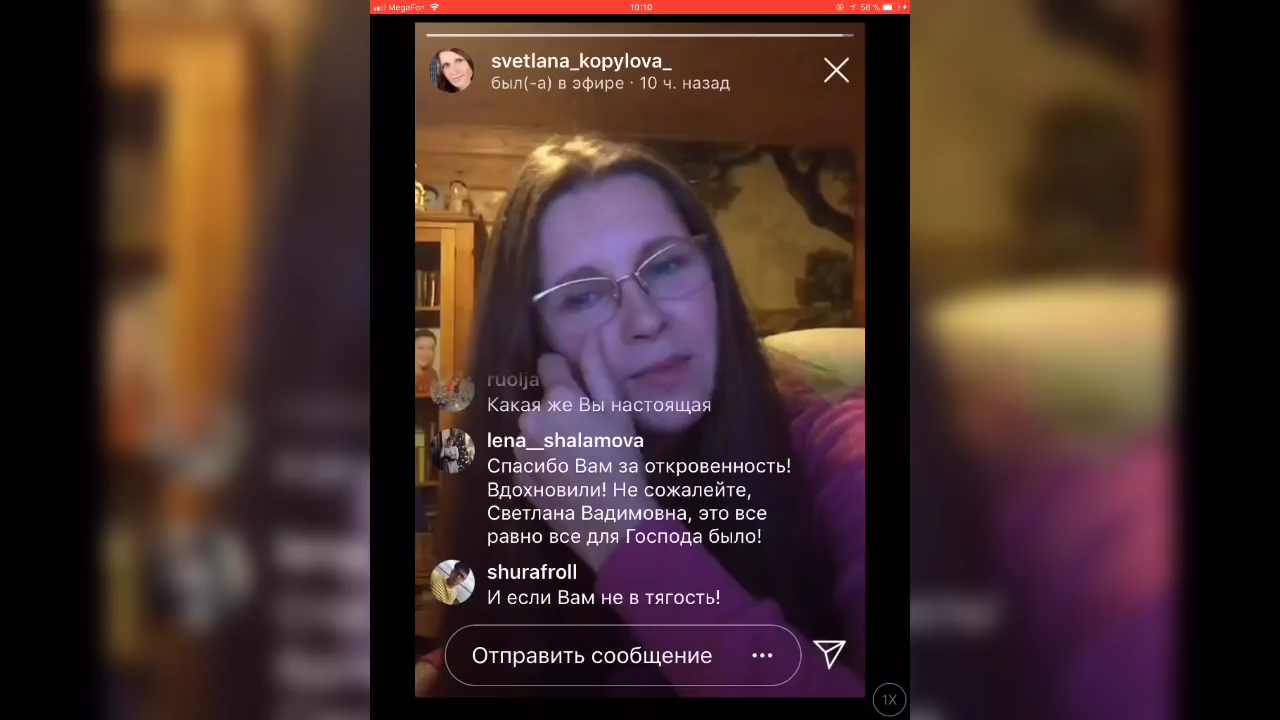 MegaFon
10:10
56 %
svetlana_kopylova_
был(-а) в эфире · 10 ч. назад
ruolja
Какая же Вы настоящая
lena__shalamova
Спасибо Вам за откровенность!
Вдохновили! Не сожалейте,
Светлана Вадимовна, это все
равно все для Господа было!
shurafroll
И если Вам не в тягость!
Отправить сообщение
1X